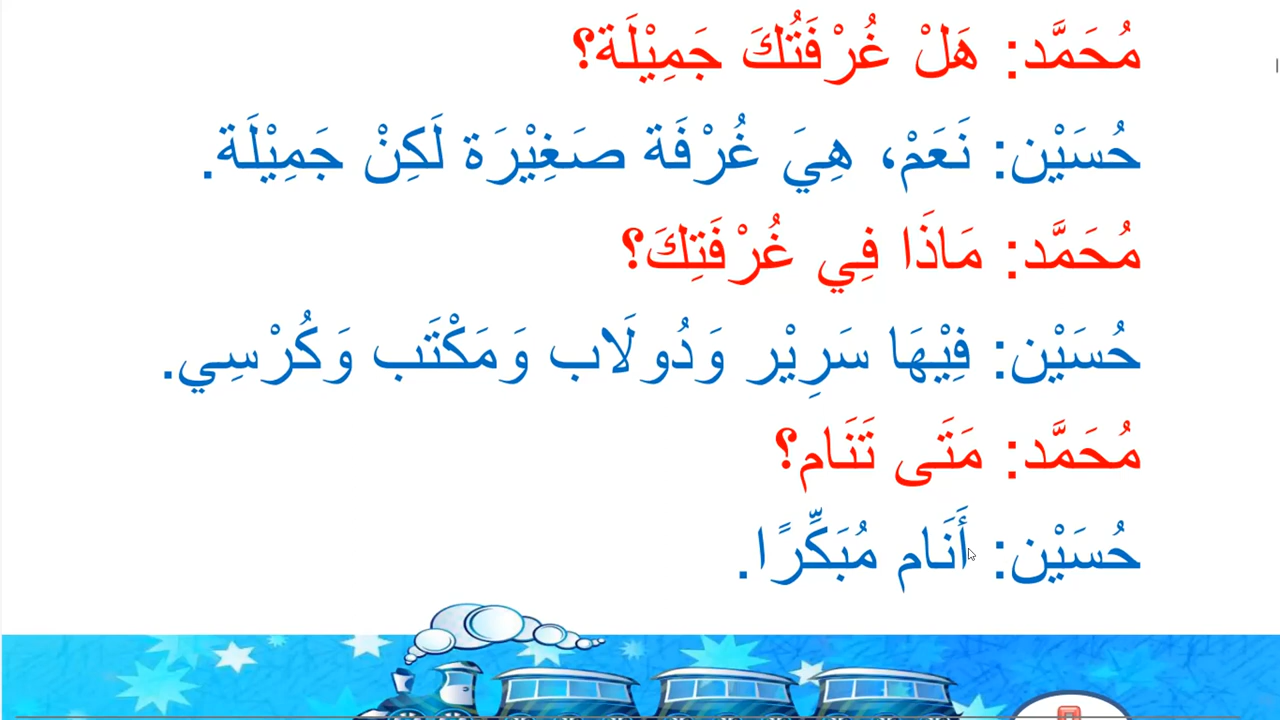 مُحَمَّد: هَلْ غُرْفَتُكَ جَمِيْلَة؟
حُسَيْن: نَعَمْ، هِيَ غُرْفَة صَغِيْرَة لَكِنْ جَمِيْلَة.
مُحَمَّد: مَاذَا فِي غُرْفَتِكَ؟
حُسَيْن: فِيْهَا سَرِيْر وَدُولَاب وَمَكْتَب وَكُرْسِي.
مُحَمَّد: مَتَى تَنَام؟
حُسَيْن: أَنَام مُبَكِّرًا.